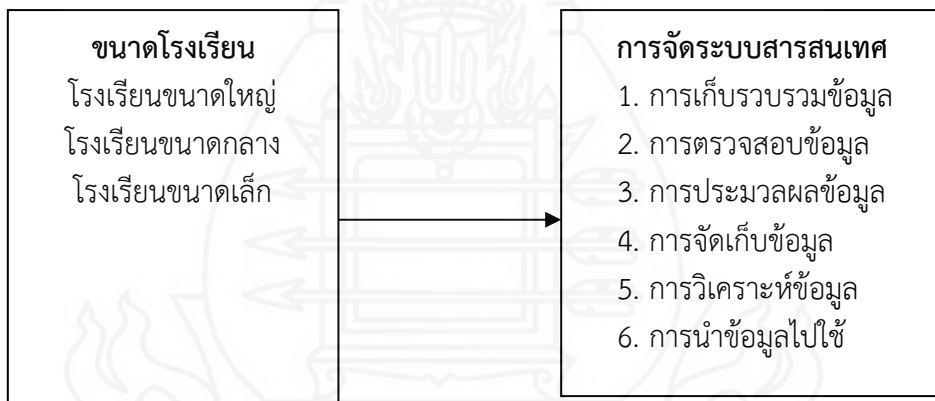 ขนาดโรงเรียน
โรงเรียนขนาดใหญ่
โรงเรียนขนาดกลาง
โรงเรียนขนาดเล็ก
การจัดระบบสารสนเทศ
1. การเก็บรวบรวมข้อมูล
2. การตรวจสอบข้อมูล
3. การประมวลผลข้อมูล
4. การจัดเก็บข้อมูล
5. การวิเคราะห์ข้อมูล
6. การนำข้อมูลไปใช้